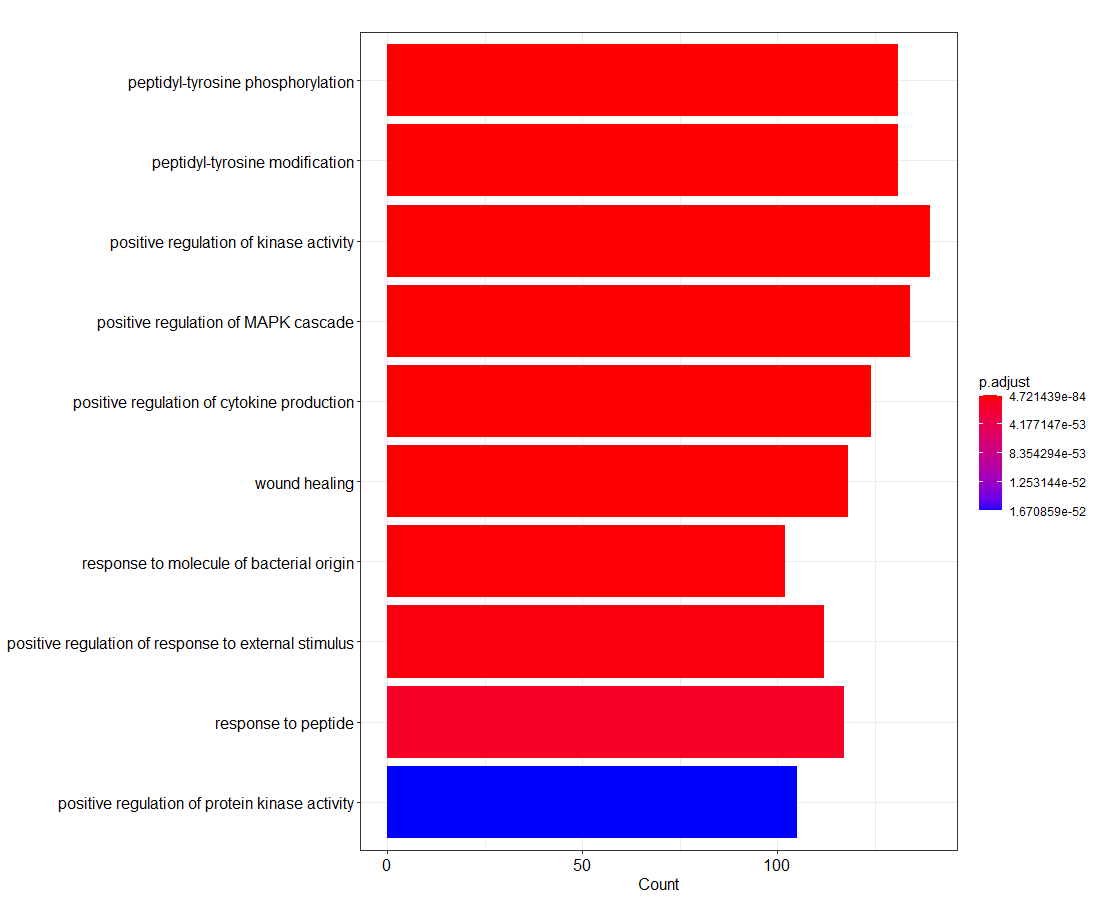 peptidyl-tyrosine phosphorylation
peptidyl-tyrosine modification
positive regulation of kinase activity
positive regulation of MAPK cascade
positive regulation of cytokine production
wound healing
response to molecule of bacterial origin
positive regulation of response to external stimulus
response to peptide
positive regulation of protein kinase activity
0 50 100
Count
p.adjust
4.721439e-84
4.177147e-53
8.354294e-53
1.253144e-52
1.670859e-52